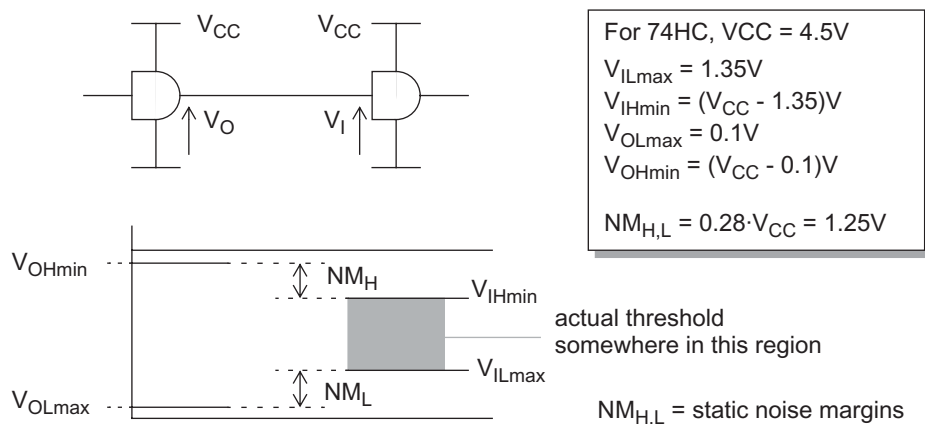 V_CC
V_CC
V_O
V_I
For 74HC, VCC = 4.5V
V_ILmax = 1.35V
V_IHmin = (V_CC - 1.35)V
V_OLmax = 0.1V
V_OHmin = (V_CC - 0.1)V
NM_H,L = 0.28·V_CC = 1.25V
V_OHmin
NM_H
V_IHmin
actual threshold
somewhere in this region
V_ILmax
NM_L
V_OLmax
NM_H,L = static noise margins